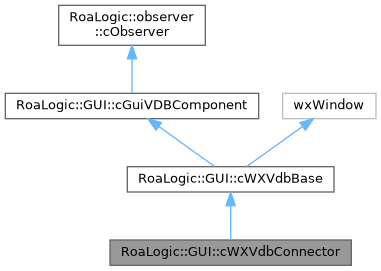 RoaLogic::observer
::cObserver
RoaLogic::GUI::cGuiVDBComponent
wxWindow
RoaLogic::GUI::cWXVdbBase
RoaLogic::GUI::cWXVdbConnector